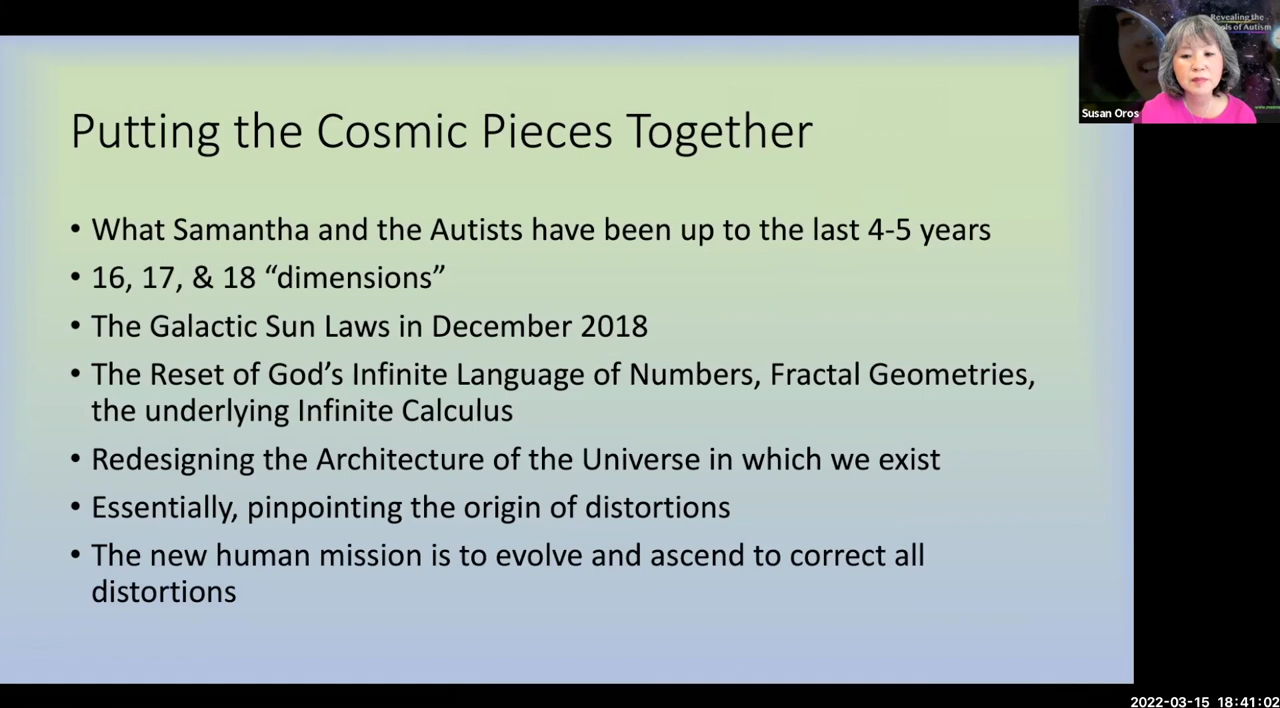 Putting the Cosmic Pieces Together
• What Samantha and the Autists have been up to the last 4-5 years
• 16, 17, & 18 “dimensions”
• The Galactic Sun Laws in December 2018
• The Reset of God’s Infinite Language of Numbers, Fractal Geometries,
the underlying Infinite Calculus
• Redesigning the Architecture of the Universe in which we exist
• Essentially, pinpointing the origin of distortions
• The new human mission is to evolve and ascend to correct all
distortions
Revealing the
of Autism
Susan Oros
2022-03-15 18:41:02